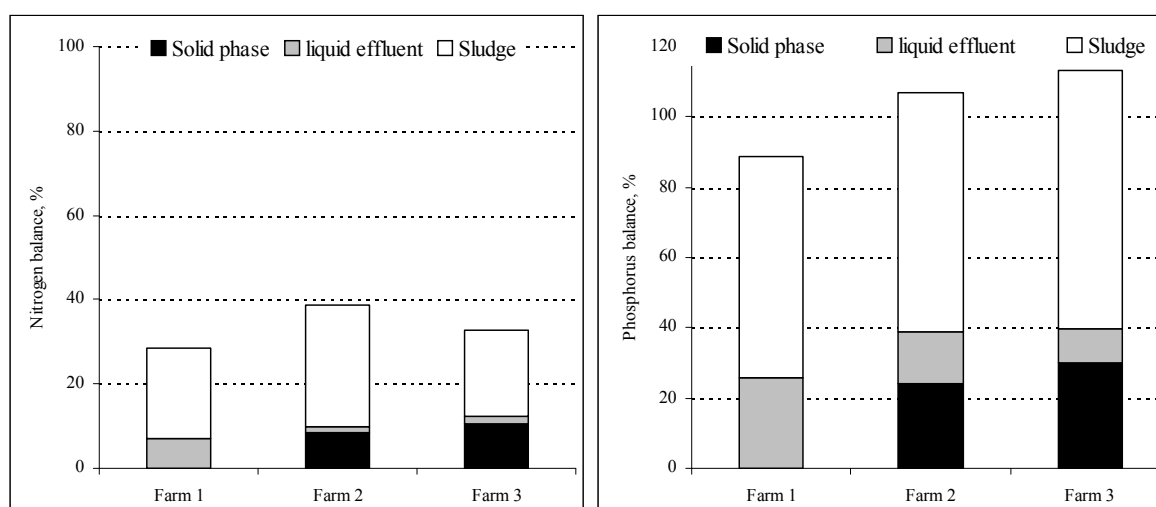 Solid phase liquid effluent Sludge
Nitrogen balance, %
100
80
60
40
20
0
Farm 1 Farm 2 Farm 3
Solid phase liquid effluent Sludge
Phosphorus balance, %
120
100
80
60
40
20
0
Farm 1 Farm 2 Farm 3